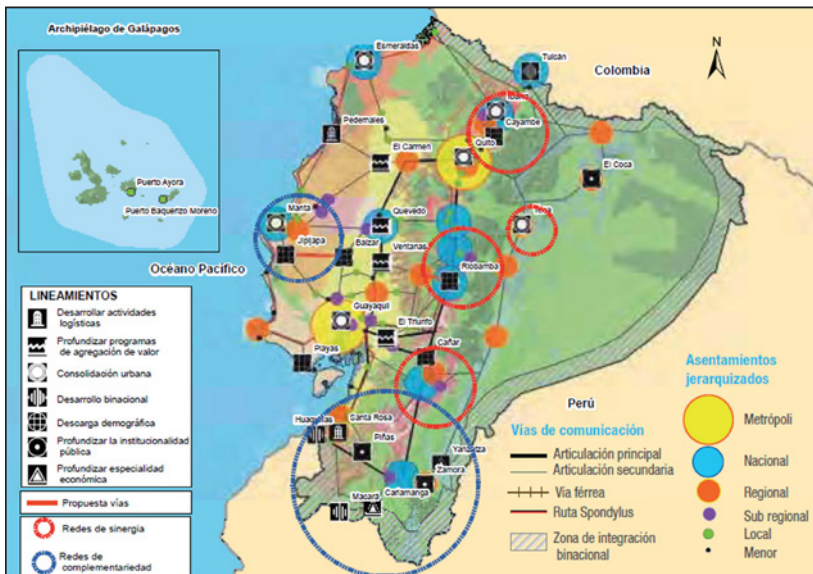 Archipiélago de Galápagos
Puerto Ayora
Puerto Baquerizo Moreno
Océano Pacífico
Colombia
Perú
N
Esmeraldas
Tulcán
Ibarra
Cayambe
Pedernales
El Carmen
Quito
El Coca
Manta
Quevedo
Tena
Jipijapa
Balzar
Ventanas
Riobamba
Guayaquil
El Triunfo
Playas
Cañar
Huaquillas
Santa Rosa
Piñas
Yantzatza
Zamora
Cariamanga
Macará
LINEAMIENTOS
Desarrollar actividades
logísticas
Profundizar programas
de agregación de valor
Consolidación urbana
Desarrollo binacional
Descarga demográfica
Profundizar la institucionalidad
pública
Profundizar especialidad
económica
Propuesta vías
Redes de sinergia
Redes de
complementariedad
Vías de comunicación
Articulación principal
Articulación secundaria
Vía férrea
Ruta Spondylus
Zona de integración
binacional
Asentamientos
jerarquizados
Metrópoli
Nacional
Regional
Sub regional
Local
Menor